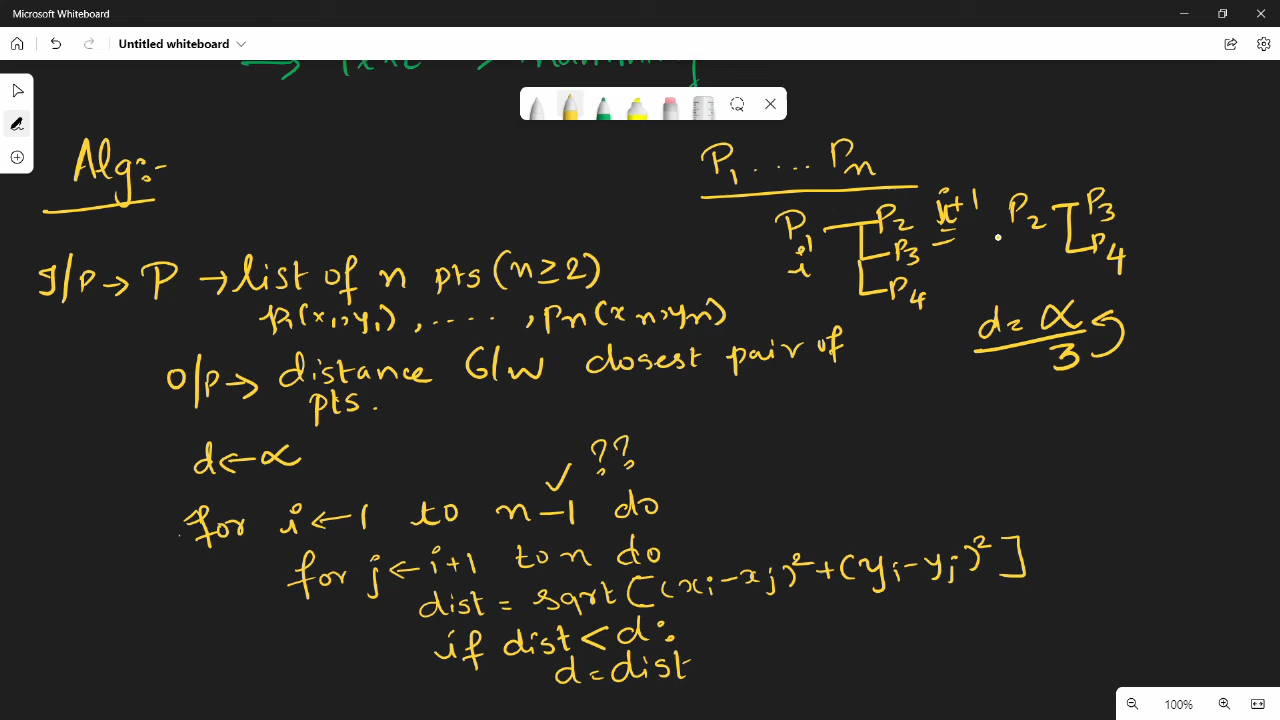 Microsoft Whiteboard
Untitled whiteboard
Alg:-
P1 .... Pn
P1 P2 i+1 P2 P3
i P3 P4
P4
I/p → P → list of n pts (n ≥ 2)
P1(x1,y1), ...., Pn(xn,yn)
d = ∝
3
O/p → distance b/w closest pair of
pts.
d ← ∝
✓ ??
for i ← 1 to n-1 do
for j ← i+1 to n do
dist = sqrt[(xi-xj)²+(yi-yj)²]
if dist < d:
d = dist
100%